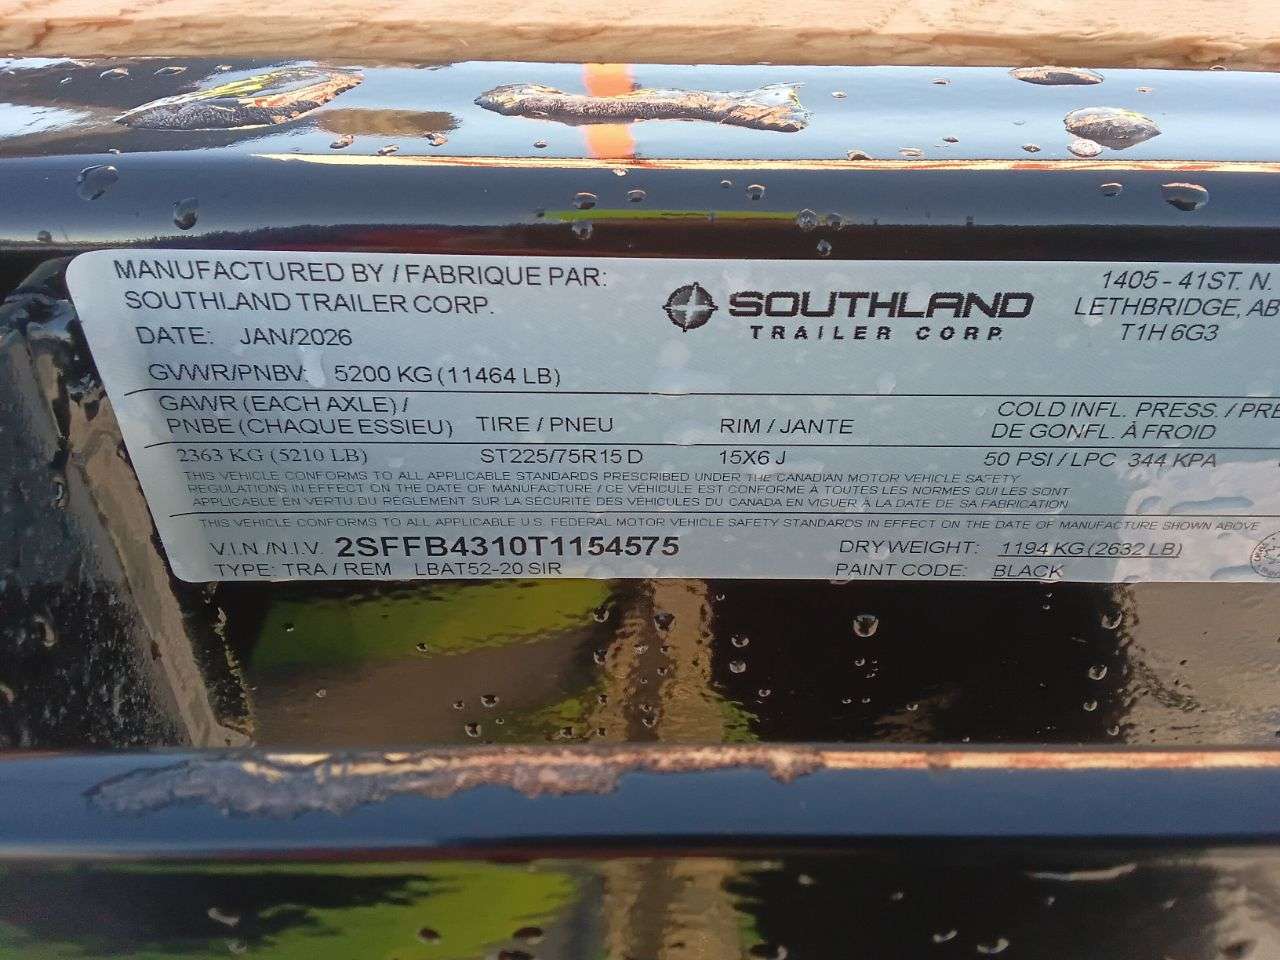 MANUFACTURED BY / FABRIQUE PAR:
SOUTHLAND TRAILER CORP.
DATE: JAN/2026
SOUTHLAND
TRAILER CORP.
1405 - 41ST. N.
LETHBRIDGE, AB
T1H 6G3
GVWR/PNBV: 5200 KG (11464 LB)
GAWR (EACH AXLE) /
PNBE (CHAQUE ESSIEU) TIRE / PNEU RIM / JANTE
COLD INFL. PRESS. / PRE
DE GONFL. À FROID
2363 KG (5210 LB) ST225/75R15 D 15X6 J 50 PSI / LPC 344 KPA
THIS VEHICLE CONFORMS TO ALL APPLICABLE STANDARDS PRESCRIBED UNDER THE CANADIAN MOTOR VEHICLE SAFETY
REGULATIONS IN EFFECT ON THE DATE OF MANUFACTURE / CE VÉHICULE EST CONFORME À TOUTES LES NORMES QUI LES SONT
APPLICABLE EN VERTU DU RÈGLEMENT SUR LA SÉCURITÉ DES VÉHICULES DU CANADA EN VIGUER À LA DATE DE SA FABRICATION
THIS VEHICLE CONFORMS TO ALL APPLICABLE U.S. FEDERAL MOTOR VEHICLE SAFETY STANDARDS IN EFFECT ON THE DATE OF MANUFACTURE SHOWN ABOVE
V.I.N./N.I.V. 2SFFB4310T1154575 DRY WEIGHT: 1194 KG (2632 LB)
TYPE: TRA / REM LBAT52-20 SIR PAINT CODE: BLACK